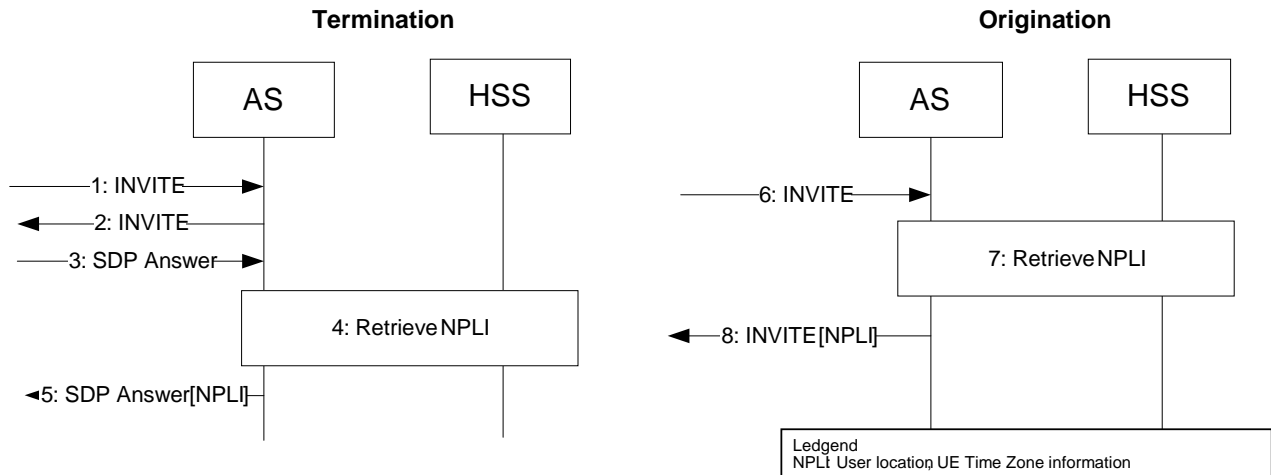 Termination
AS
HSS
1: INVITE
2: INVITE
3: SDP Answer
4: Retrieve NPLI
5: SDP Answer[NPLI]
Origination
AS
HSS
6: INVITE
7: Retrieve NPLI
8: INVITE[NPLI]
Ledgend
NPLI: User location, UE Time Zone information